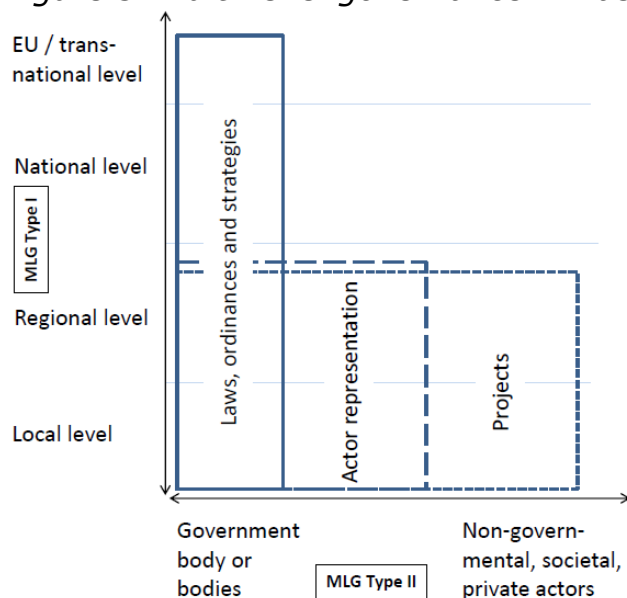 EU / trans-
national level
National level
MLG Type I
Regional level
Local level
Laws, ordinances and strategies
Actor representation
Projects
Government
body or
bodies
MLG Type II
Non-govern-
mental, societal,
private actors